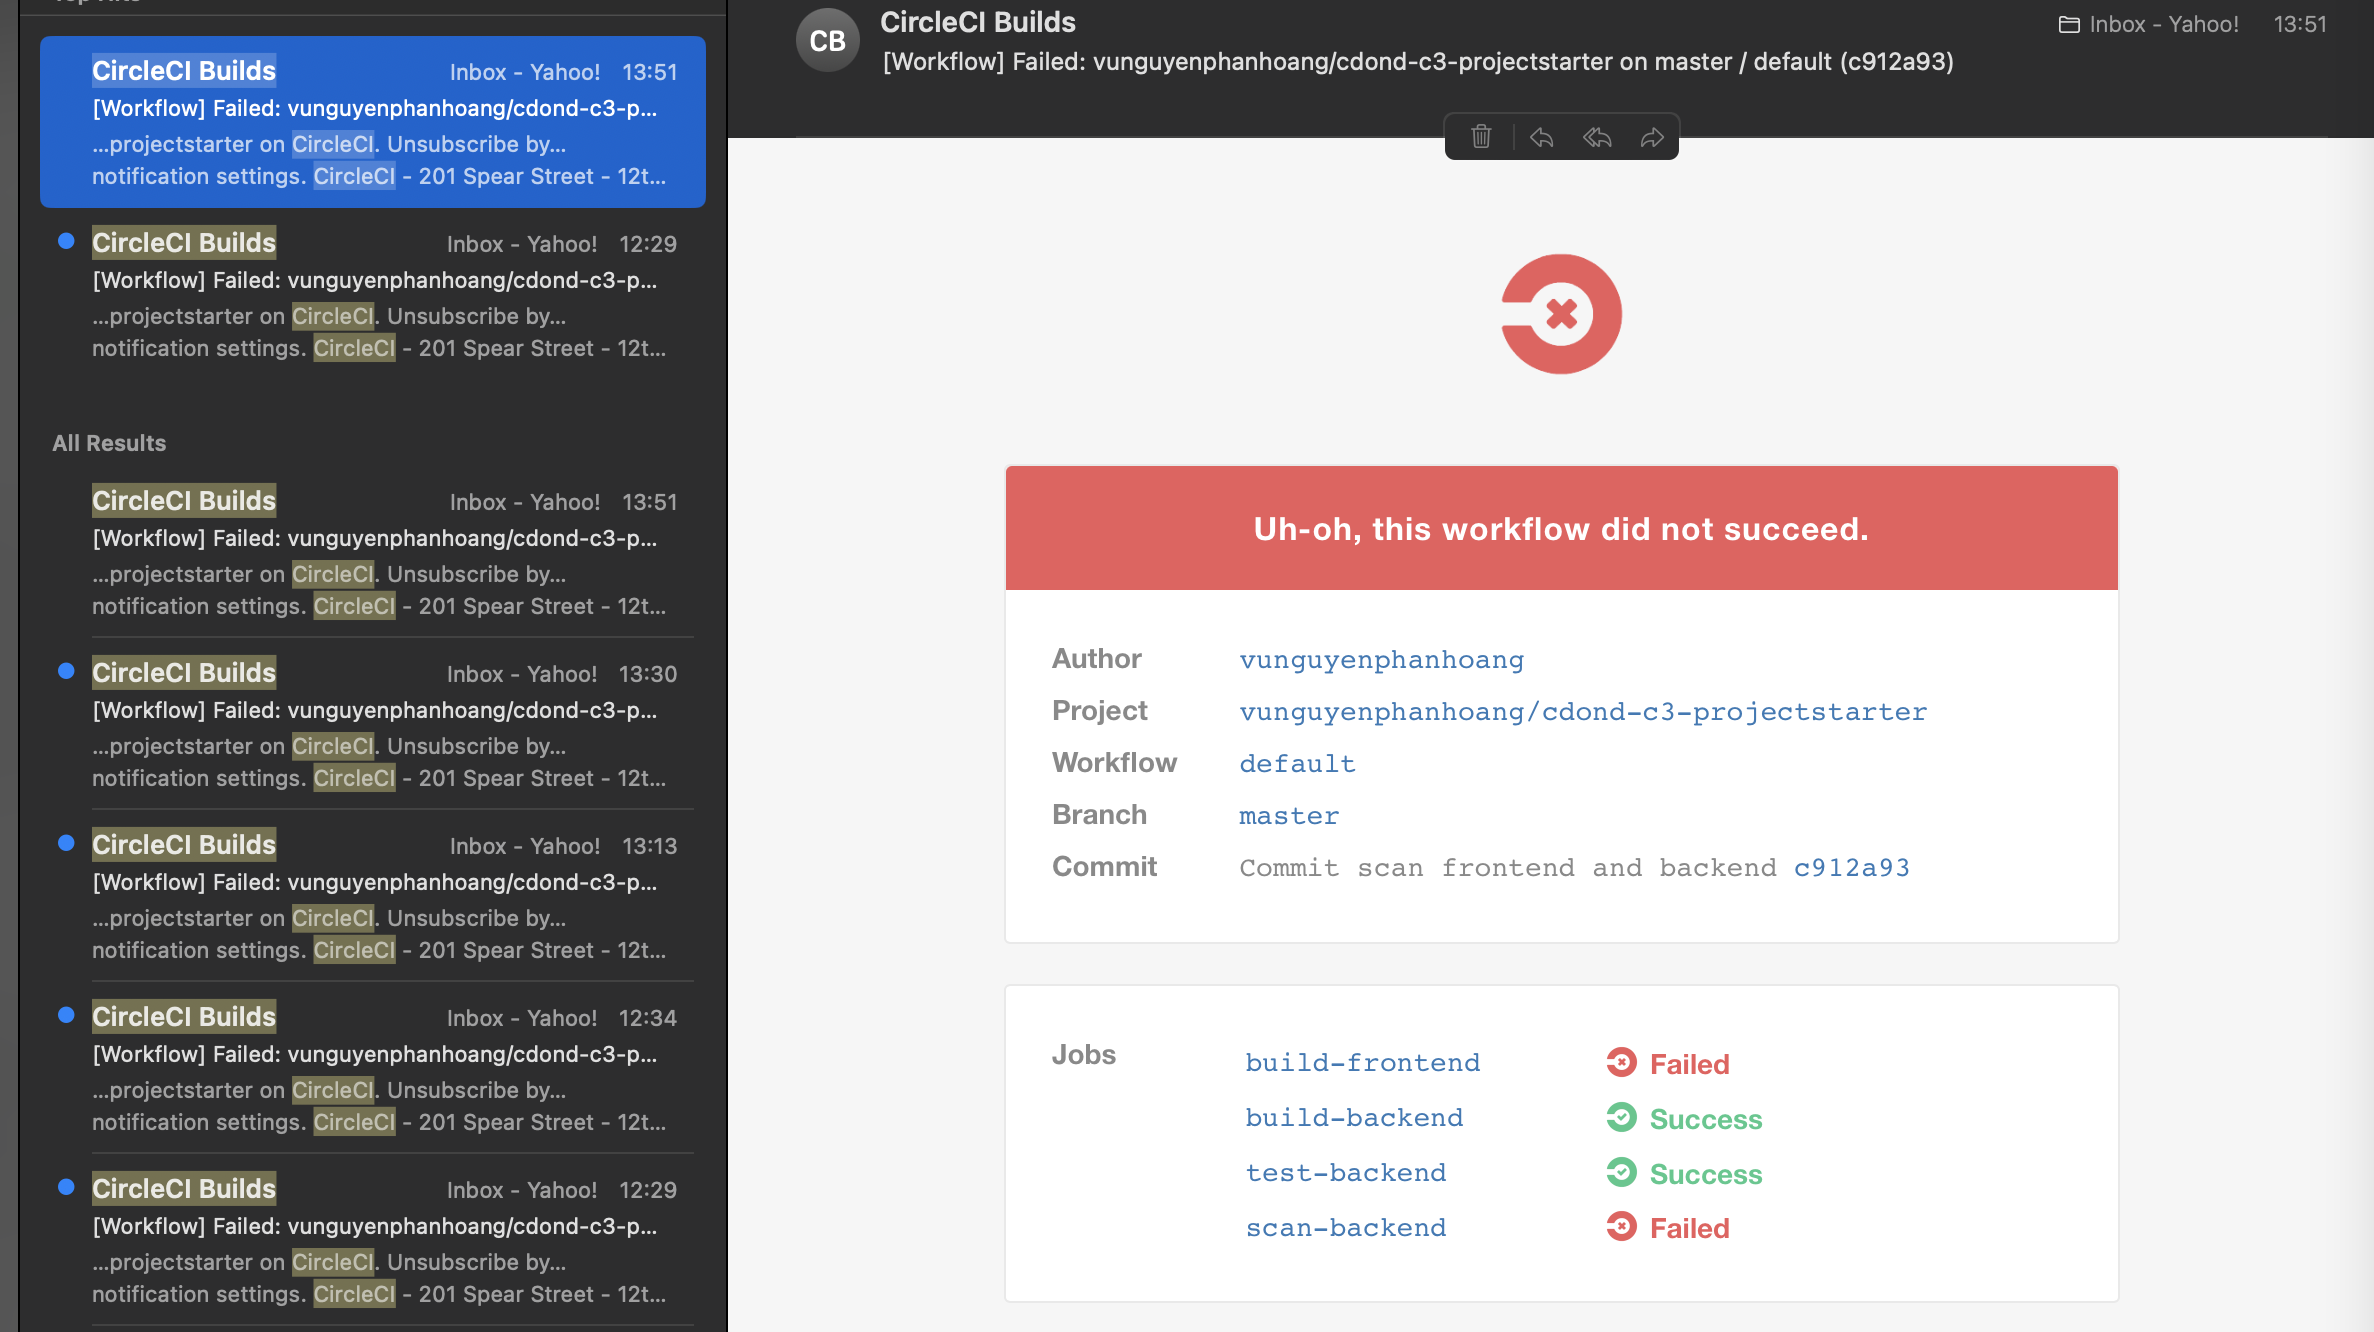 CircleCI Builds Inbox - Yahoo! 13:51
[Workflow] Failed: vunguyenphanhoang/cdond-c3-p...
...projectstarter on CircleCI. Unsubscribe by...
notification settings. CircleCI - 201 Spear Street - 12t...
CircleCI Builds Inbox - Yahoo! 12:29
[Workflow] Failed: vunguyenphanhoang/cdond-c3-p...
...projectstarter on CircleCI. Unsubscribe by...
notification settings. CircleCI - 201 Spear Street - 12t...
All Results
CircleCI Builds Inbox - Yahoo! 13:51
[Workflow] Failed: vunguyenphanhoang/cdond-c3-p...
...projectstarter on CircleCI. Unsubscribe by...
notification settings. CircleCI - 201 Spear Street - 12t...
CircleCI Builds Inbox - Yahoo! 13:30
[Workflow] Failed: vunguyenphanhoang/cdond-c3-p...
...projectstarter on CircleCI. Unsubscribe by...
notification settings. CircleCI - 201 Spear Street - 12t...
CircleCI Builds Inbox - Yahoo! 13:13
[Workflow] Failed: vunguyenphanhoang/cdond-c3-p...
...projectstarter on CircleCI. Unsubscribe by...
notification settings. CircleCI - 201 Spear Street - 12t...
CircleCI Builds Inbox - Yahoo! 12:34
[Workflow] Failed: vunguyenphanhoang/cdond-c3-p...
...projectstarter on CircleCI. Unsubscribe by...
notification settings. CircleCI - 201 Spear Street - 12t...
CircleCI Builds Inbox - Yahoo! 12:29
[Workflow] Failed: vunguyenphanhoang/cdond-c3-p...
...projectstarter on CircleCI. Unsubscribe by...
notification settings. CircleCI - 201 Spear Street - 12t...
CB
CircleCI Builds Inbox - Yahoo! 13:51
[Workflow] Failed: vunguyenphanhoang/cdond-c3-projectstarter on master / default (c912a93)
Uh-oh, this workflow did not succeed.
Author vunguyenphanhoang
Project vunguyenphanhoang/cdond-c3-projectstarter
Workflow default
Branch master
Commit Commit scan frontend and backend c912a93
Jobs build-frontend Failed
build-backend Success
test-backend Success
scan-backend Failed